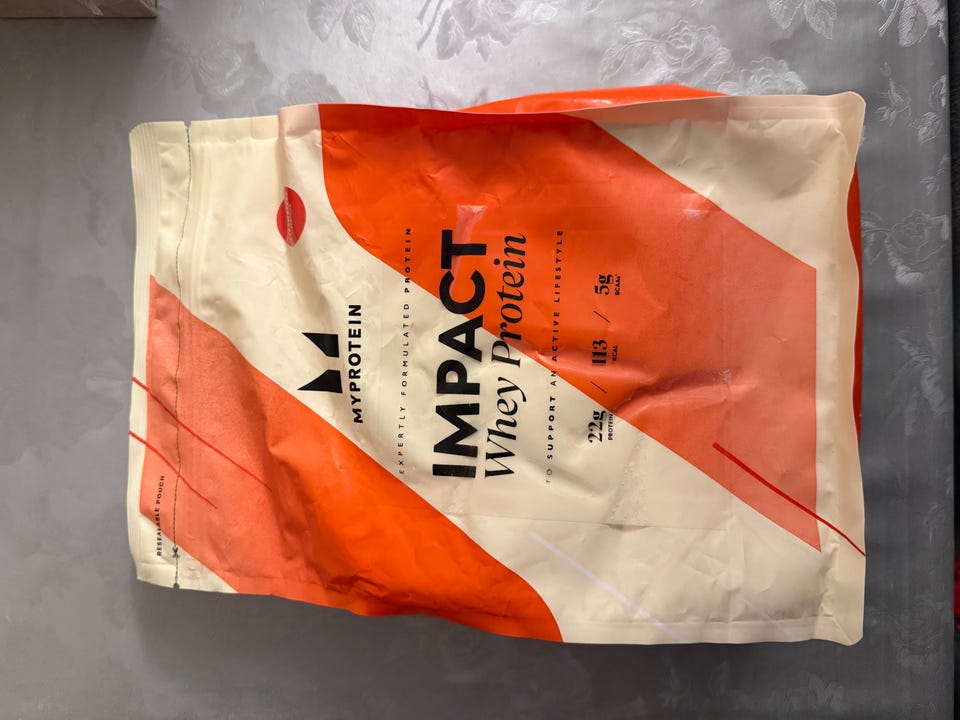 RESEALABLE POUCH
MYPROTEIN
EXPERTLY FORMULATED PROTEIN
IMPACT
Whey Protein
TO SUPPORT AN ACTIVE LIFESTYLE
22g / 113 / 5g
PROTEIN KCAL BCAA*